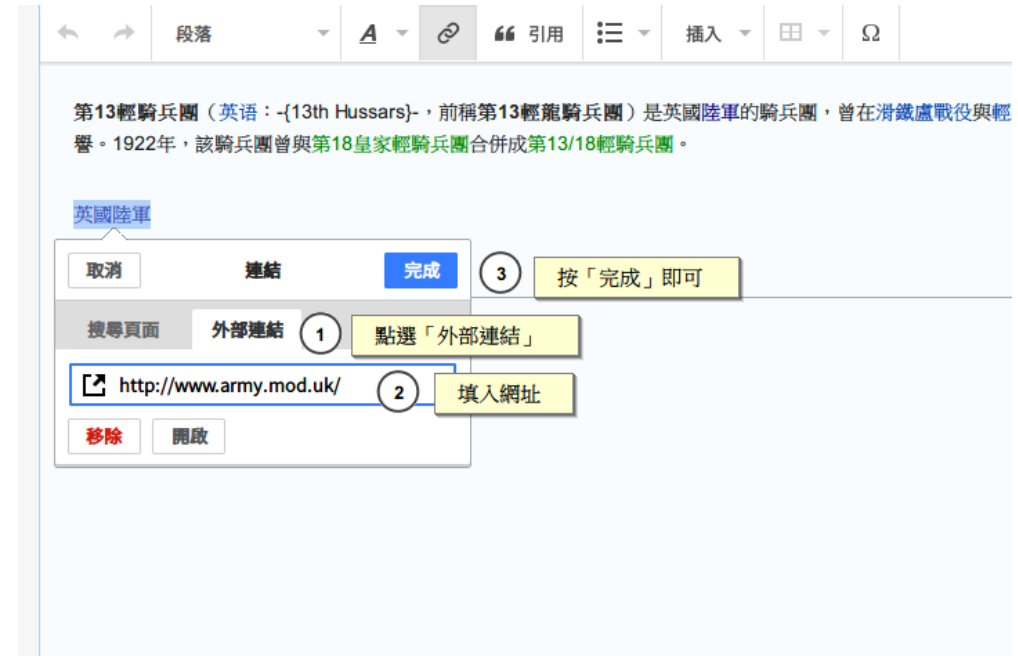 段落 A 引用 插入 Ω
第13輕騎兵團（英语：-{13th Hussars}-，前稱第13輕龍騎兵團）是英國陸軍的騎兵團，曾在滑鐵盧戰役與輕
譽。1922年，該騎兵團曾與第18皇家輕騎兵團合併成第13/18輕騎兵團。
英國陸軍
取消 連結 完成 3 按「完成」即可
搜尋頁面 外部連結 1 點選「外部連結」
http://www.army.mod.uk/ 2 填入網址
移除 開啟